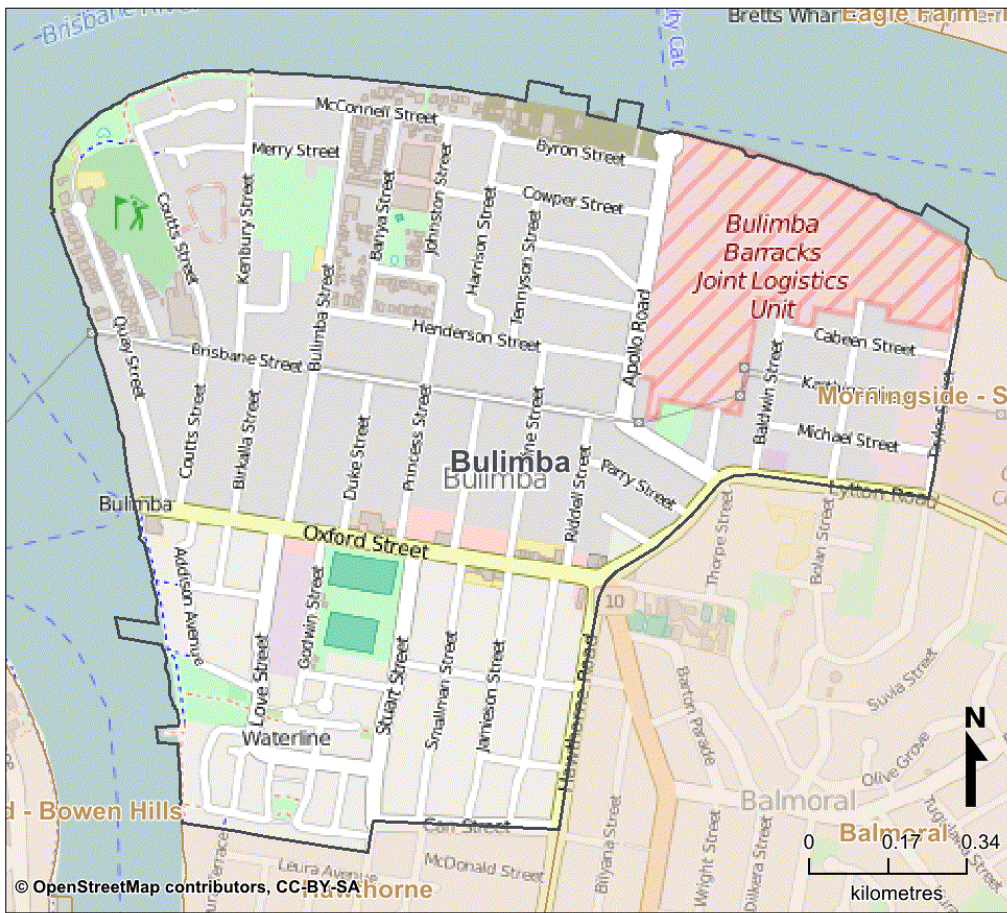 Brisbane River
Bretts Whar
Eagle Farm -
ity Cat
McConnell Street
Merry Street
Byron Street
Cowper Street
Coutts Street
Kenbury Street
Banya Street
Johnston Street
Harrison Street
Tennyson Street
Bulimba
Barracks
Joint Logistics
Unit
Bulimba Street
Henderson Street
Apollo Road
Quay Street
Brisbane Street
Cabeen Street
Baldwin Street
Morningside - S
Michael Street
Coutts Street
Birkalla Street
Duke Street
Princess Street
Riddell Street
Parry Street
Bulimba
Bulimba
Bulimba
Lytton Road
Oxford Street
Thorpe Street
Bolan Street
Addison Avenue
Godwin Street
10
Love Street
Stuart Street
Smallman Street
Jamieson Street
Hawthorne Road
Barton Parade
Suvla Street
Waterline
N
Olive Grove
d - Bowen Hills
Balmoral
Balmoral
0 0.17 0.34
kilometres
McDonald Street
Leura Avenue
Bilyana Street
Wright Street
Dilkera Street
© OpenStreetMap contributors, CC-BY-SA
Hawthorne